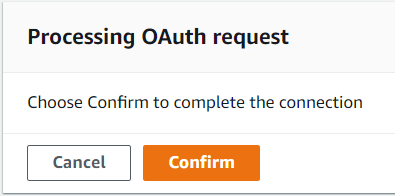 Processing OAuth request
Choose Confirm to complete the connection
Cancel Confirm